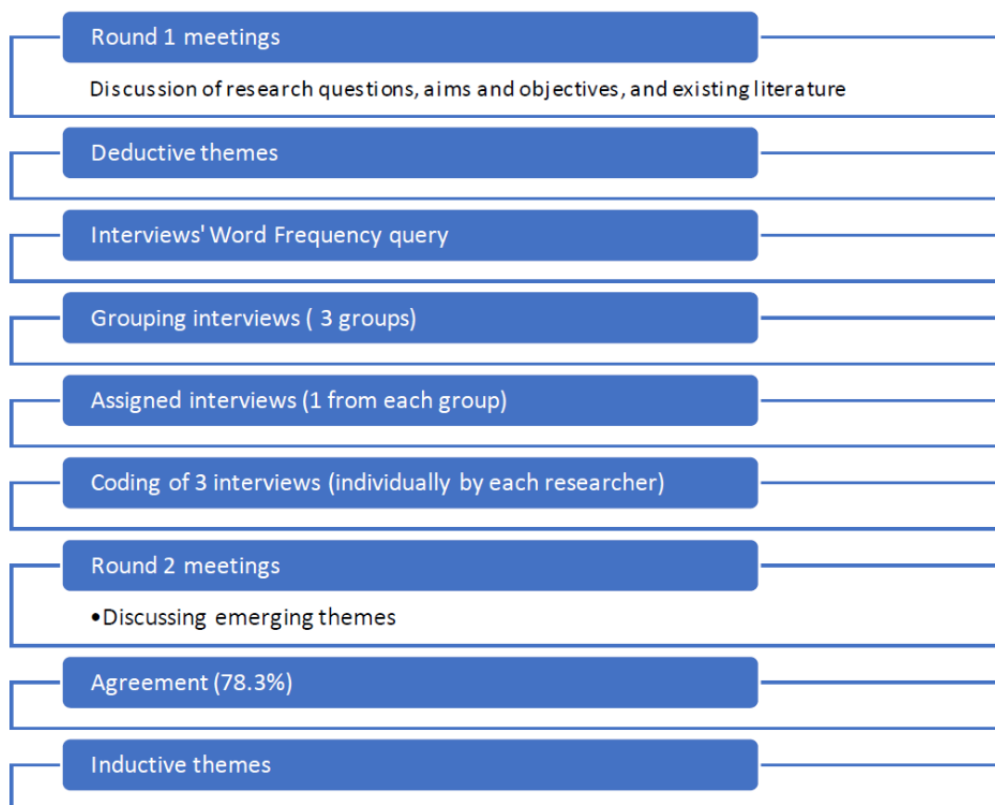 Round 1 meetings
Discussion of research questions, aims and objectives, and existing literature
Deductive themes
Interviews' Word Frequency query
Grouping interviews ( 3 groups)
Assigned interviews (1 from each group)
Coding of 3 interviews (individually by each researcher)
Round 2 meetings
•Discussing emerging themes
Agreement (78.3%)
Inductive themes